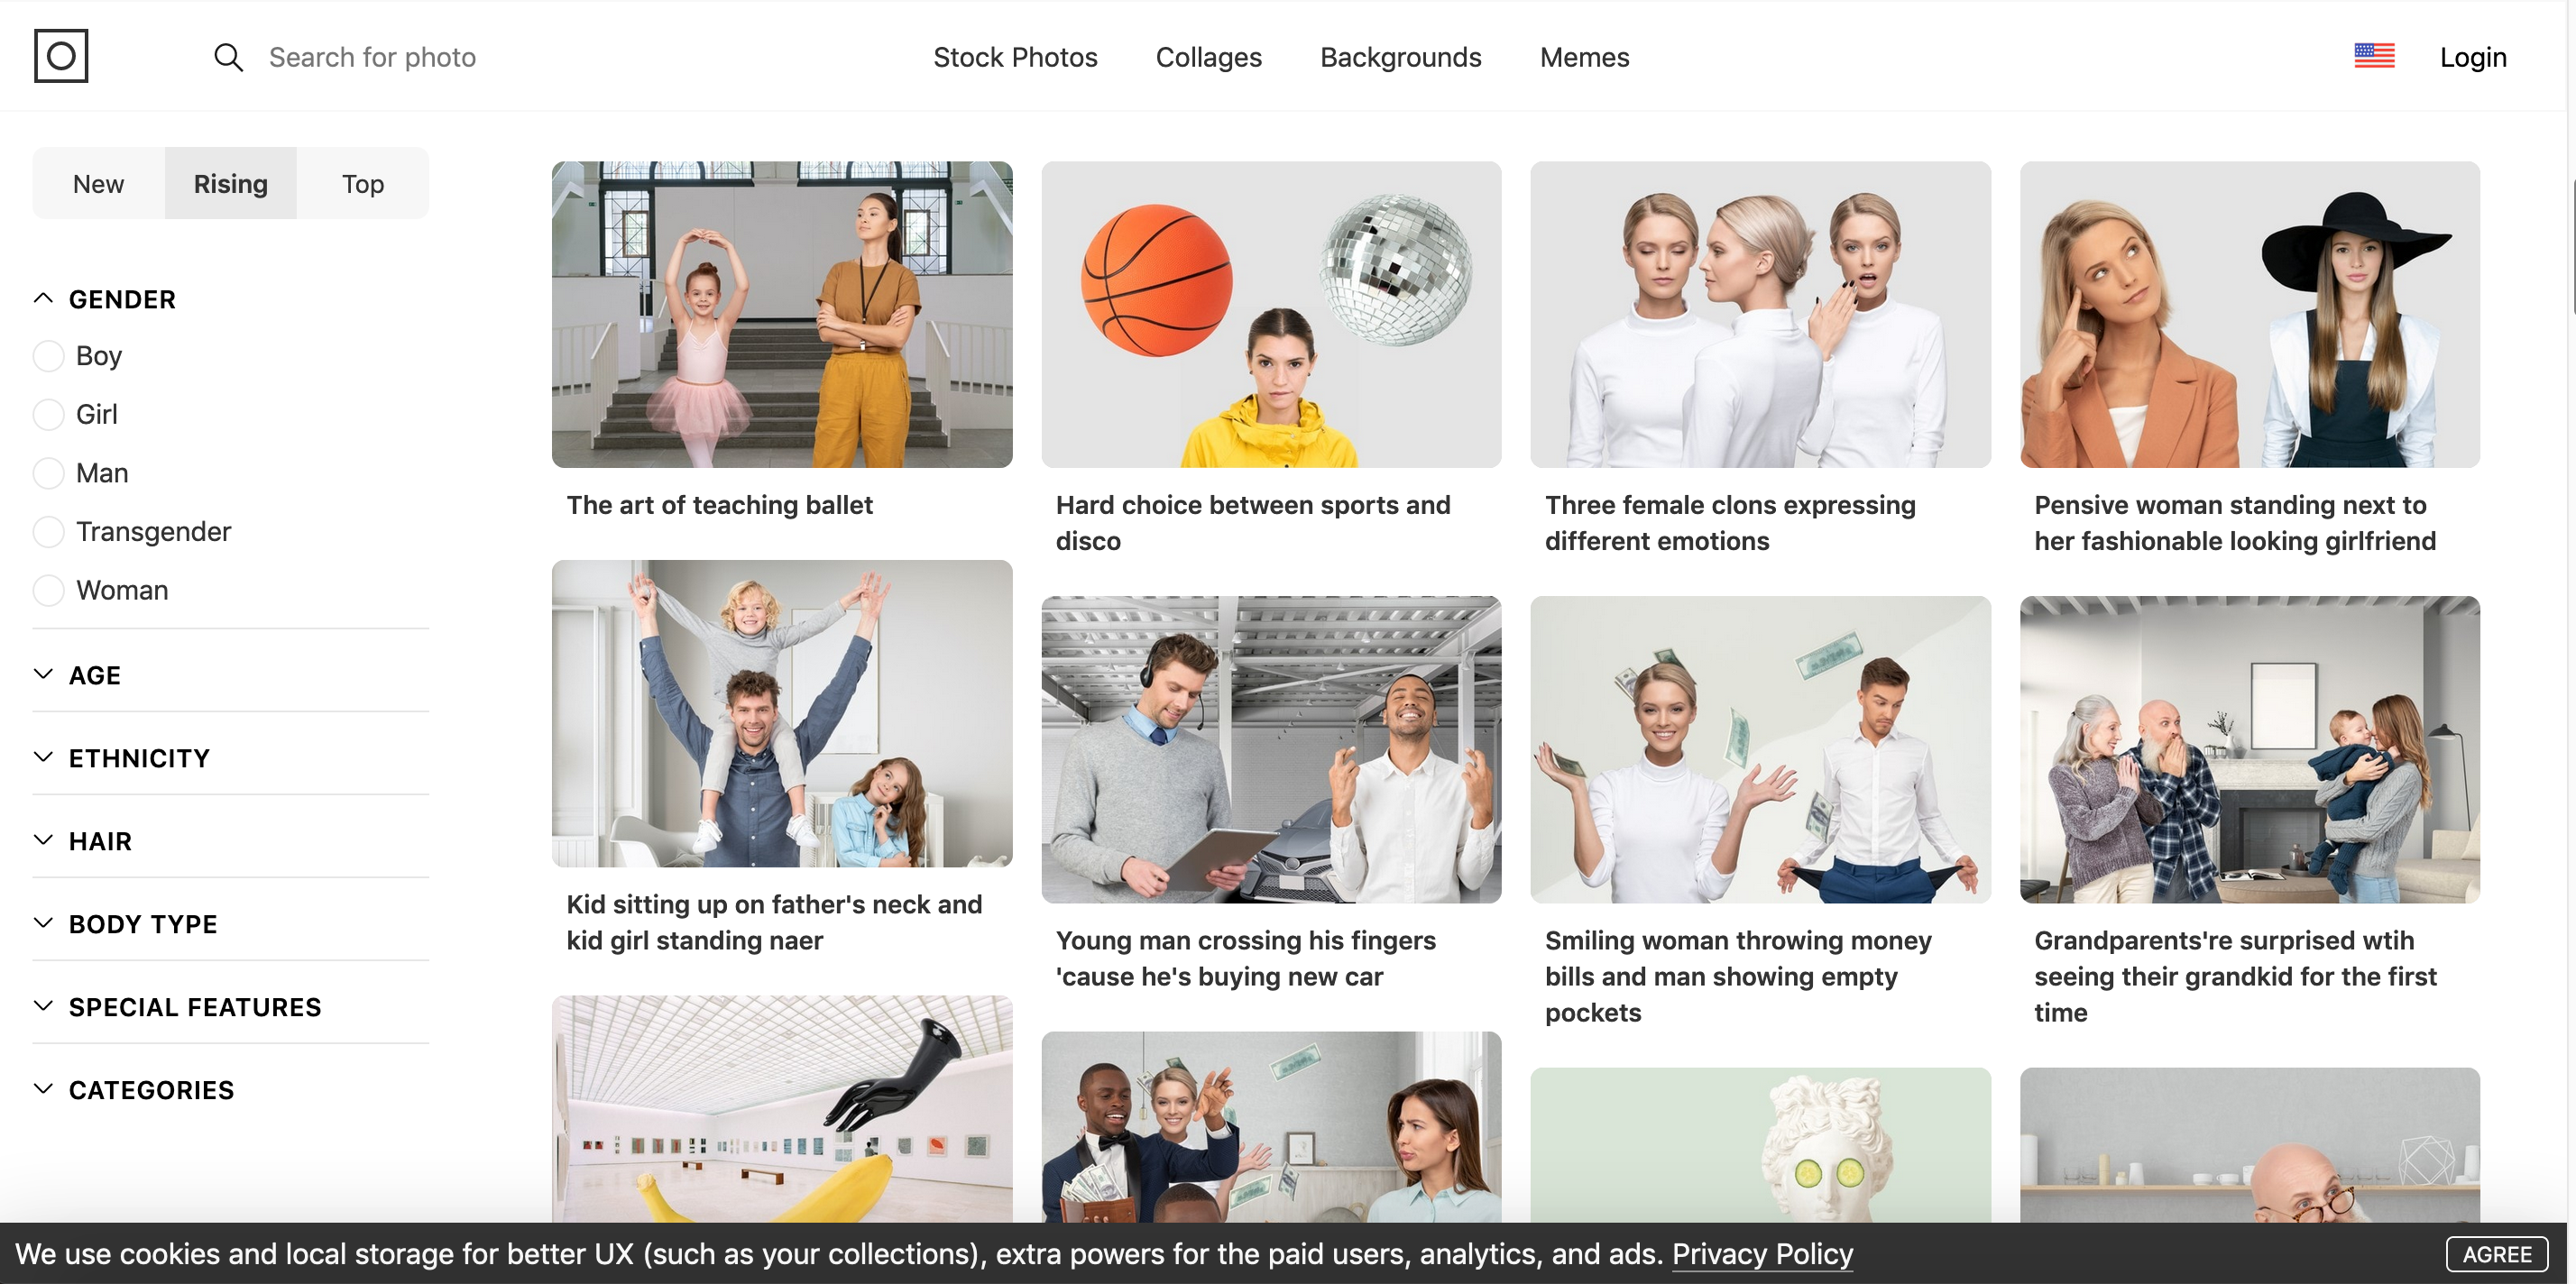 Search for photo
Stock Photos
Collages
Backgrounds
Memes
Login
New
Rising
Top
GENDER
Boy
Girl
Man
Transgender
Woman
AGE
ETHNICITY
HAIR
BODY TYPE
SPECIAL FEATURES
CATEGORIES
The art of teaching ballet
Hard choice between sports and
disco
Three female clons expressing
different emotions
Pensive woman standing next to
her fashionable looking girlfriend
Kid sitting up on father's neck and
kid girl standing naer
Young man crossing his fingers
'cause he's buying new car
Smiling woman throwing money
bills and man showing empty
pockets
Grandparents're surprised wtih
seeing their grandkid for the first
time
We use cookies and local storage for better UX (such as your collections), extra powers for the paid users, analytics, and ads. Privacy Policy
AGREE